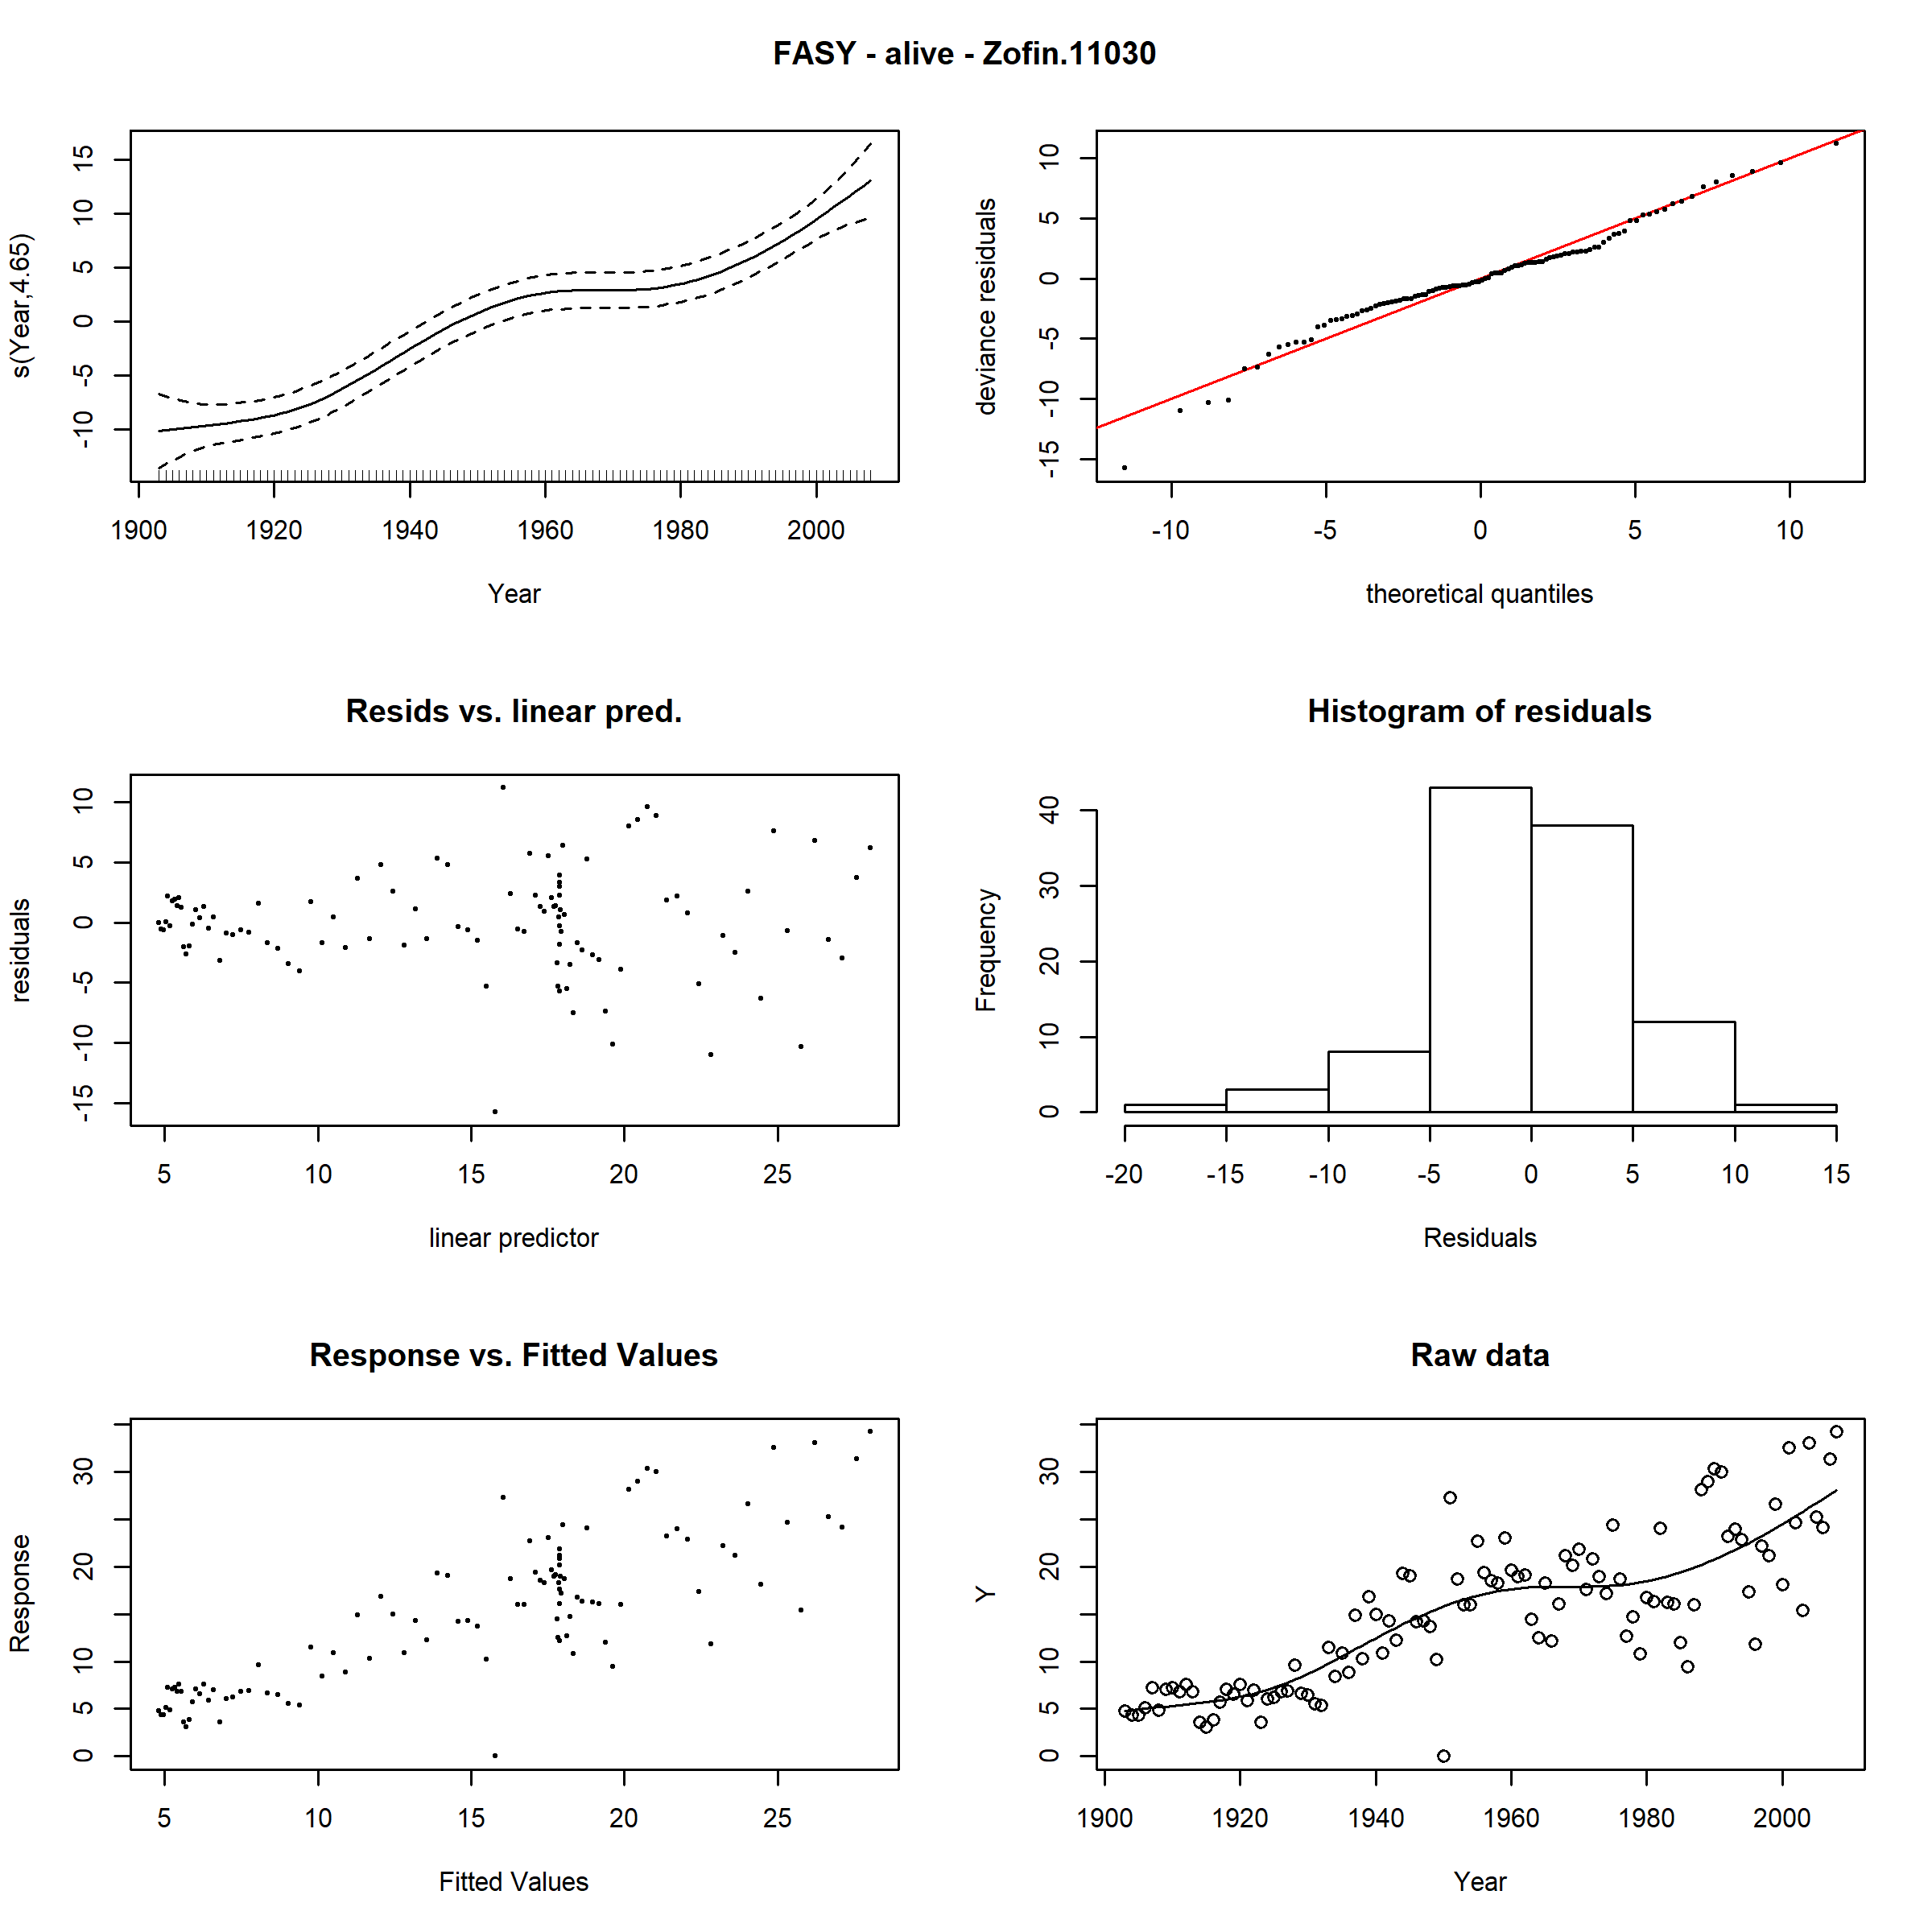 FASY - alive - Zofin.11030
s(Year,4.65)
15
10
5
0
-5
-10
1900 1920 1940 1960 1980 2000
Year
deviance residuals
10
5
0
-5
-10
-15
-10 -5 0 5 10
theoretical quantiles
Resids vs. linear pred.
residuals
10
5
0
-5
-10
-15
5 10 15 20 25
linear predictor
Histogram of residuals
Frequency
40
30
20
10
0
-20 -15 -10 -5 0 5 10 15
Residuals
Response vs. Fitted Values
Response
30
20
10
5
0
5 10 15 20 25
Fitted Values
Raw data
Y
30
20
10
5
0
1900 1920 1940 1960 1980 2000
Year